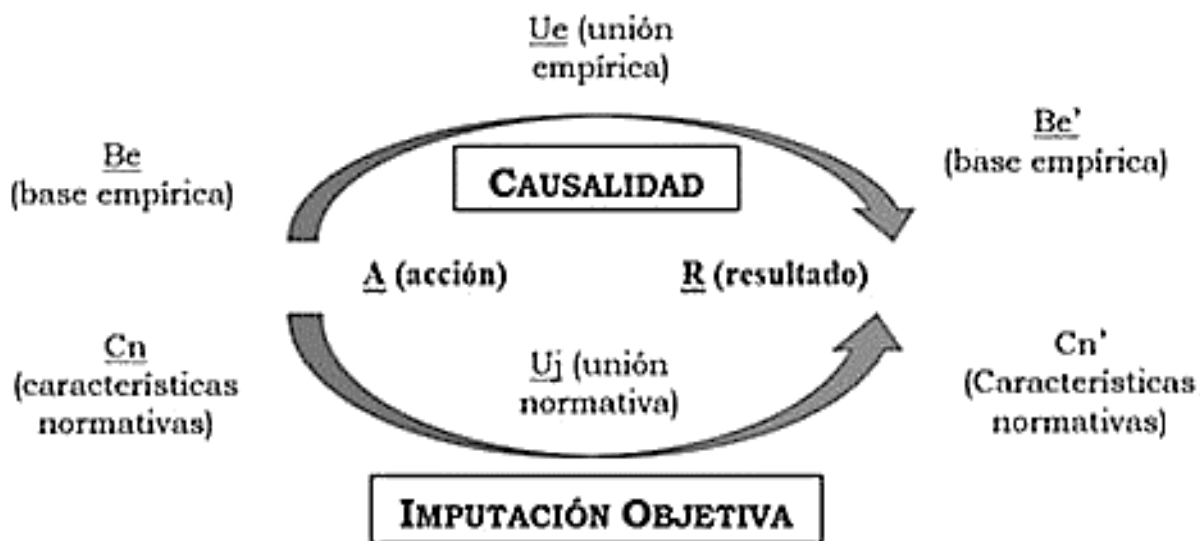 Ue (unión
empírica)
Be
(base empírica)
Be'
(base empírica)
CAUSALIDAD
A (acción)
R (resultado)
Cn
(características
normativas)
Uj (unión
normativa)
Cn'
(Características
normativas)
IMPUTACIÓN OBJETIVA